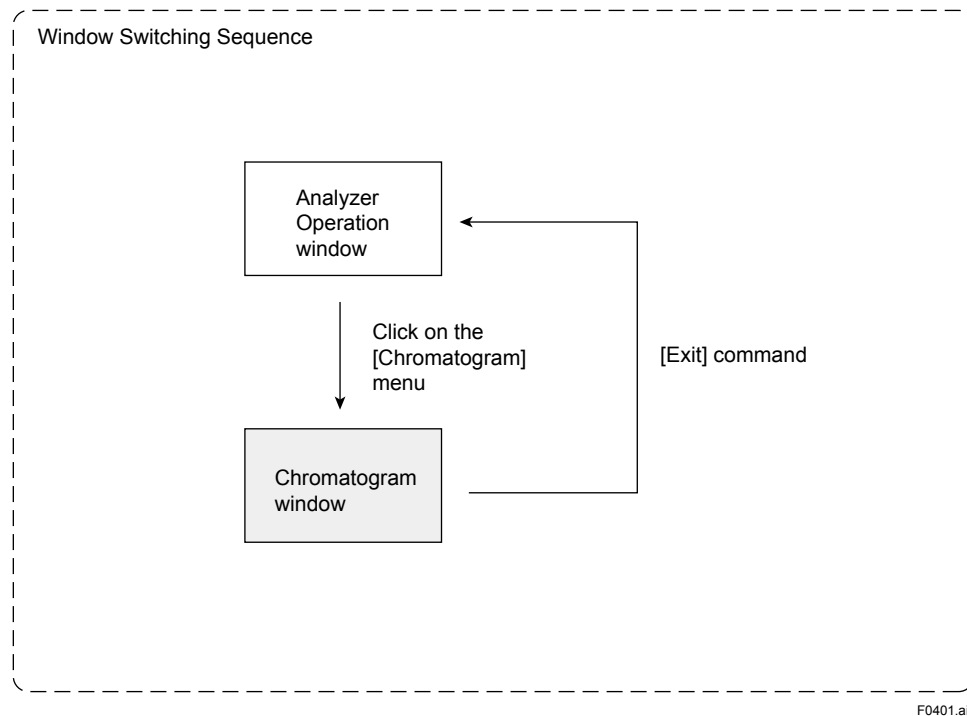 Window Switching Sequence
Analyzer
Operation
window
Click on the
[Chromatogram]
menu
[Exit] command
Chromatogram
window
F0401.ai